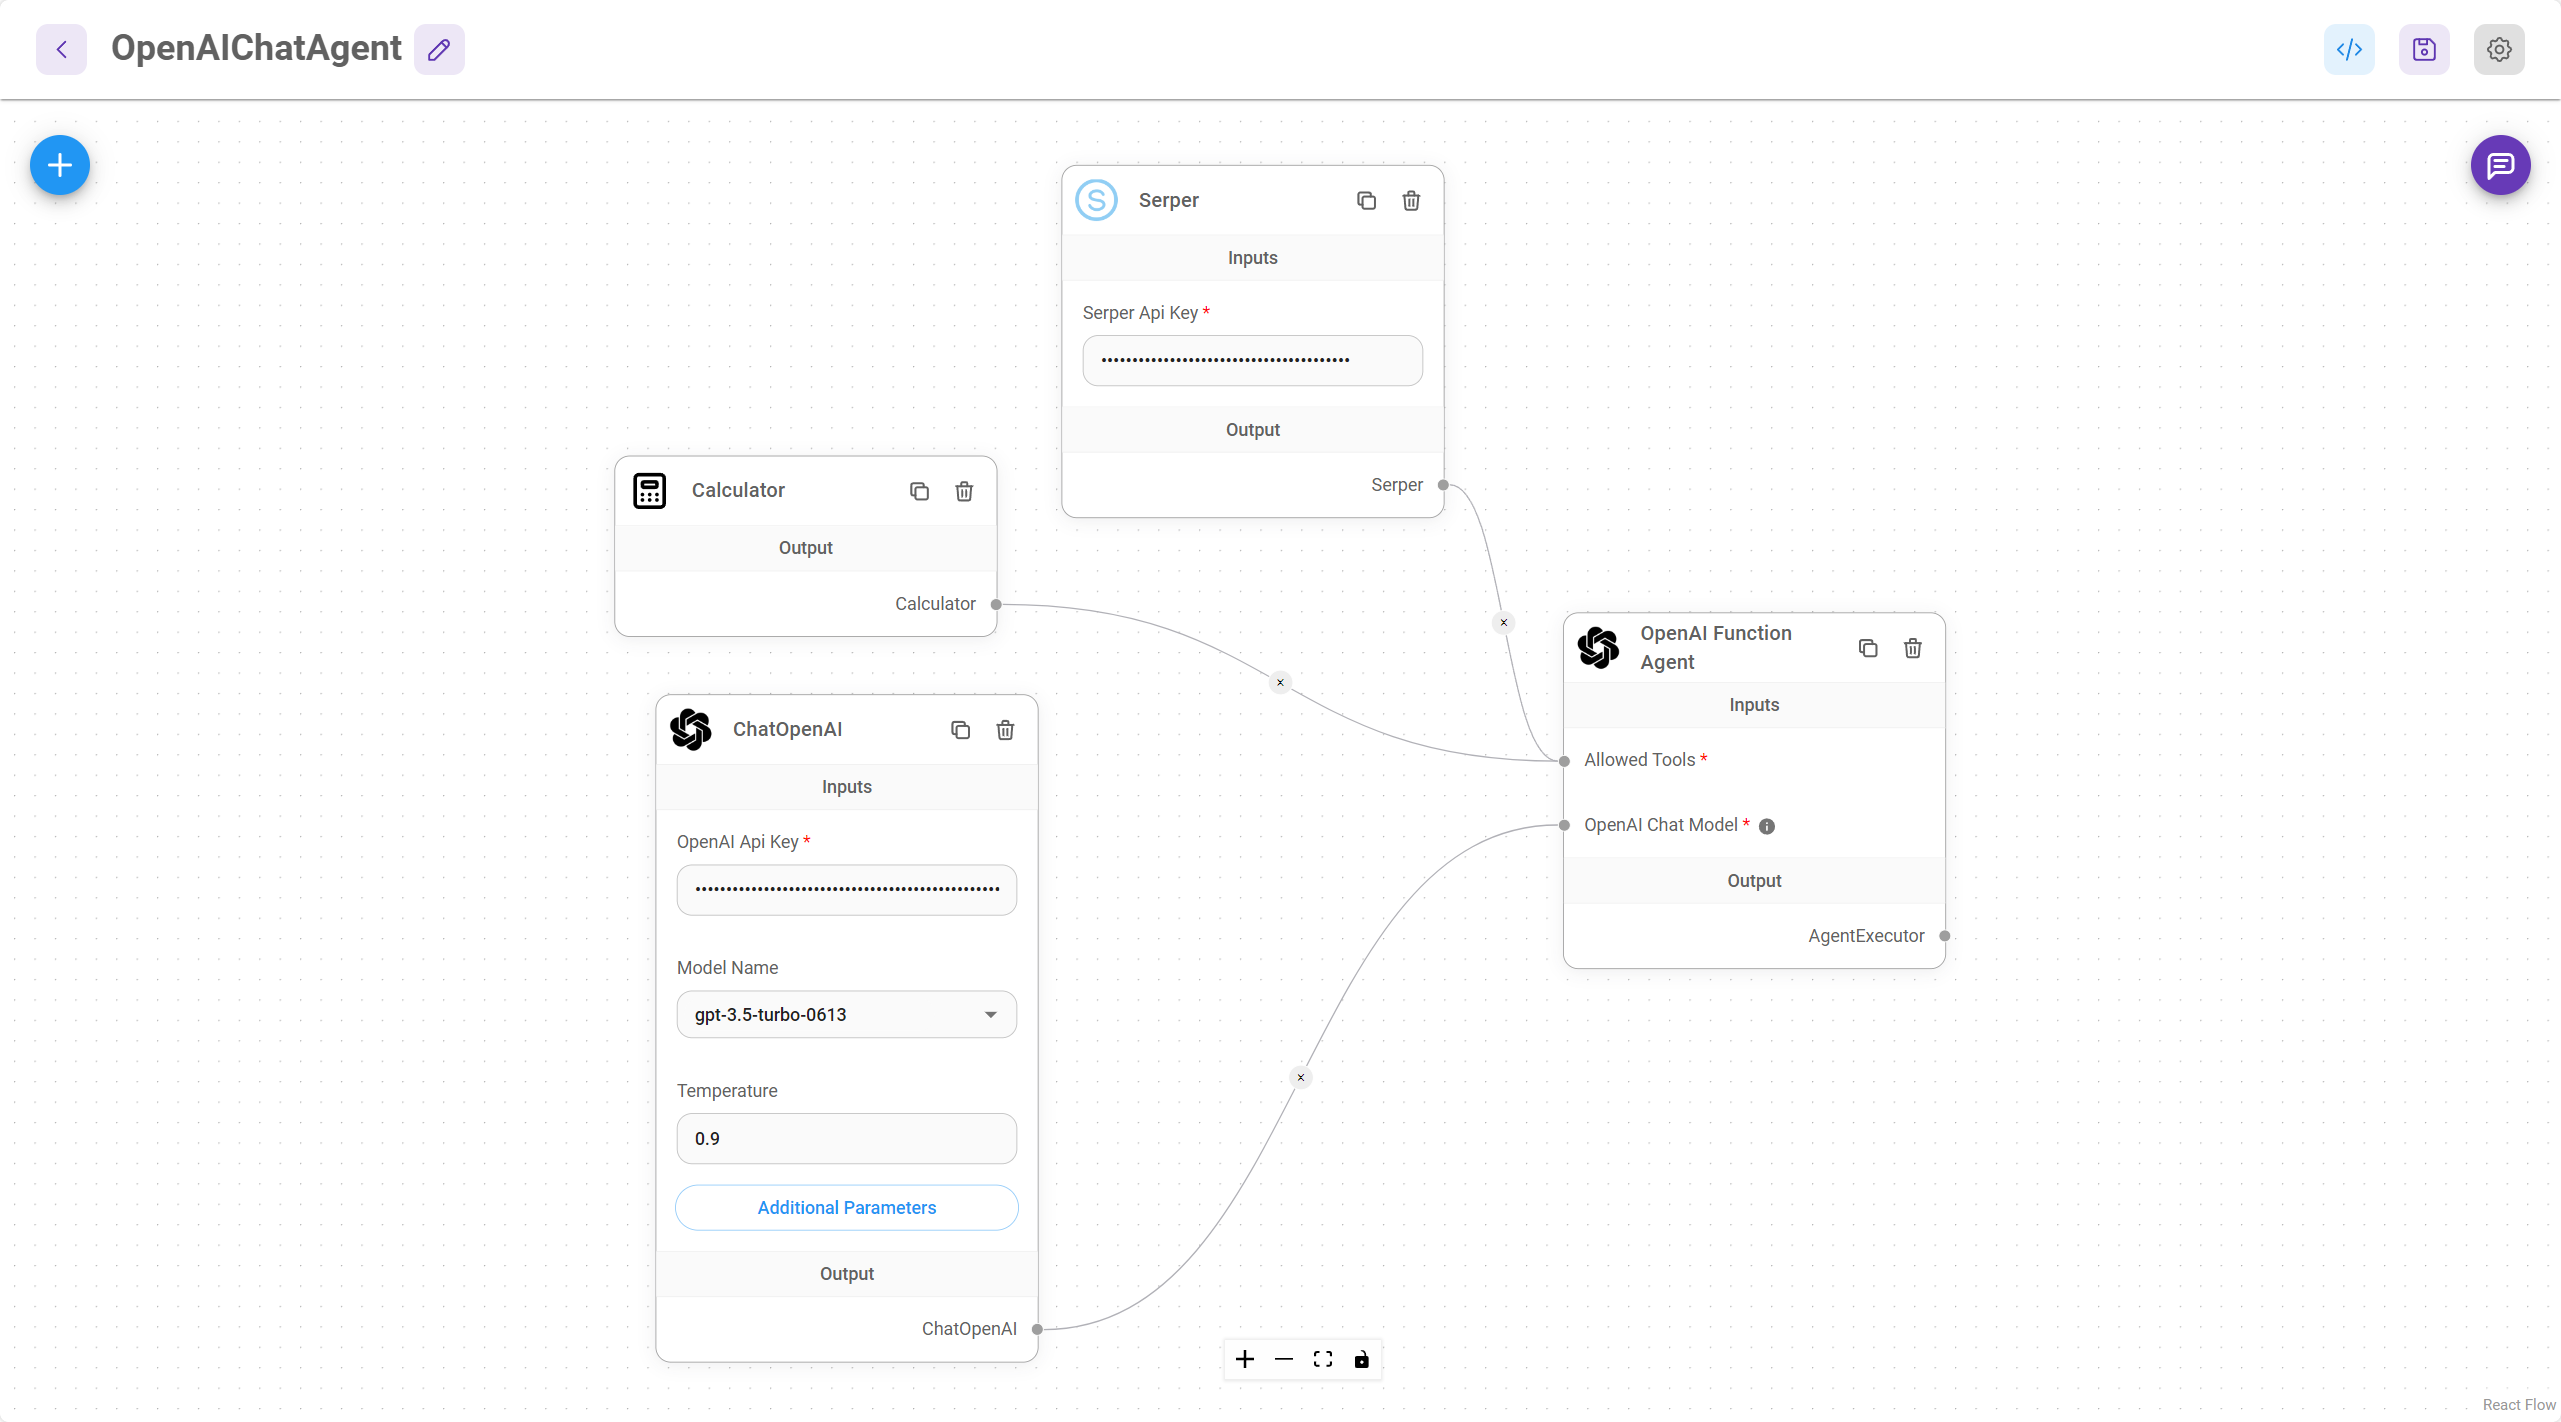 OpenAIChatAgent
Serper
Inputs
Serper Api Key *
••••••••••••••••••••••••••••••••••••••••
Output
Serper
Calculator
Output
Calculator
ChatOpenAI
Inputs
OpenAI Api Key *
•••••••••••••••••••••••••••••••••••••••••••••••••
Model Name
gpt-3.5-turbo-0613
Temperature
0.9
Additional Parameters
Output
ChatOpenAI
OpenAI Function
Agent
Inputs
Allowed Tools *
OpenAI Chat Model *
Output
AgentExecutor
React Flow